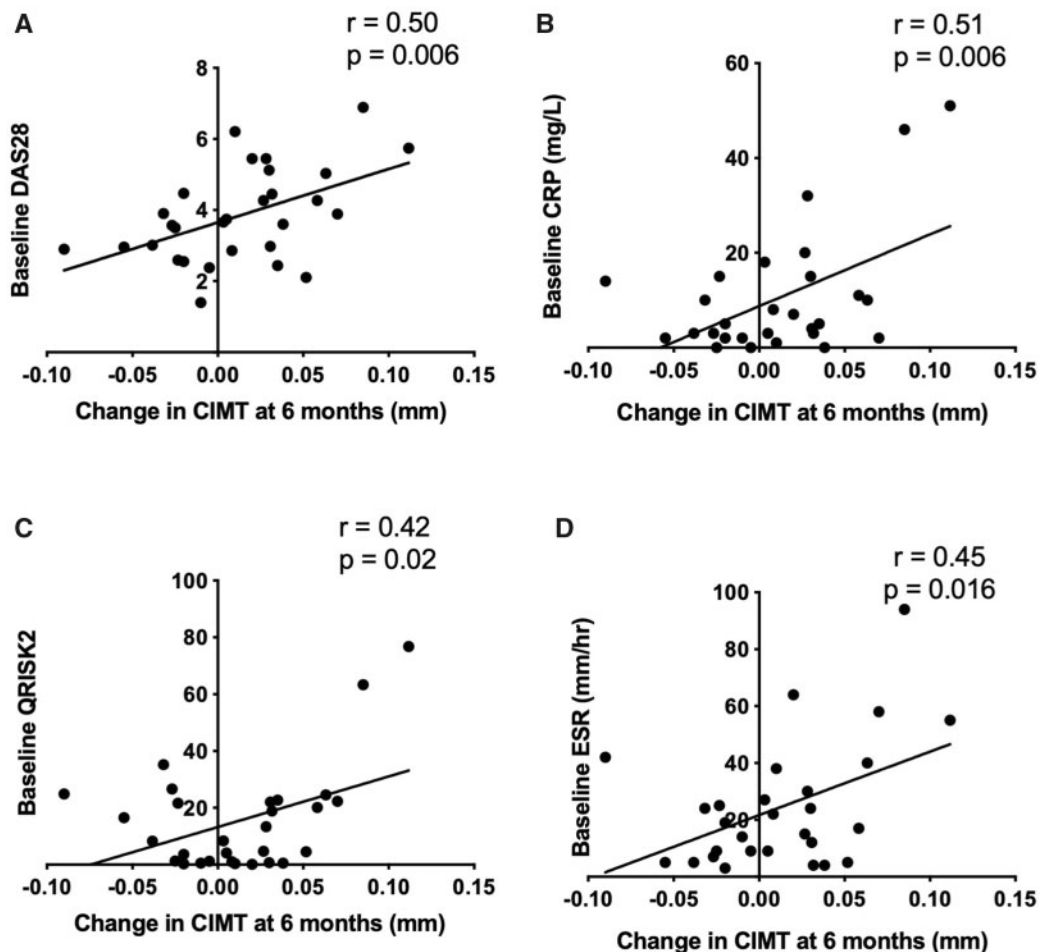 A
r = 0.50
p = 0.006
8
6
4
2
-0.10 -0.05 0.00 0.05 0.10 0.15
Baseline DAS28
Change in CIMT at 6 months (mm)
B
r = 0.51
p = 0.006
60
40
20
0
-0.10 -0.05 0.00 0.05 0.10 0.15
Baseline CRP (mg/L)
Change in CIMT at 6 months (mm)
C
r = 0.42
p = 0.02
100
80
60
40
20
0
-0.10 -0.05 0.00 0.05 0.10 0.15
Baseline QRISK2
Change in CIMT at 6 months (mm)
D
r = 0.45
p = 0.016
100
80
60
40
20
-0.10 -0.05 0.00 0.05 0.10 0.15
Baseline ESR (mm/hr)
Change in CIMT at 6 months (mm)